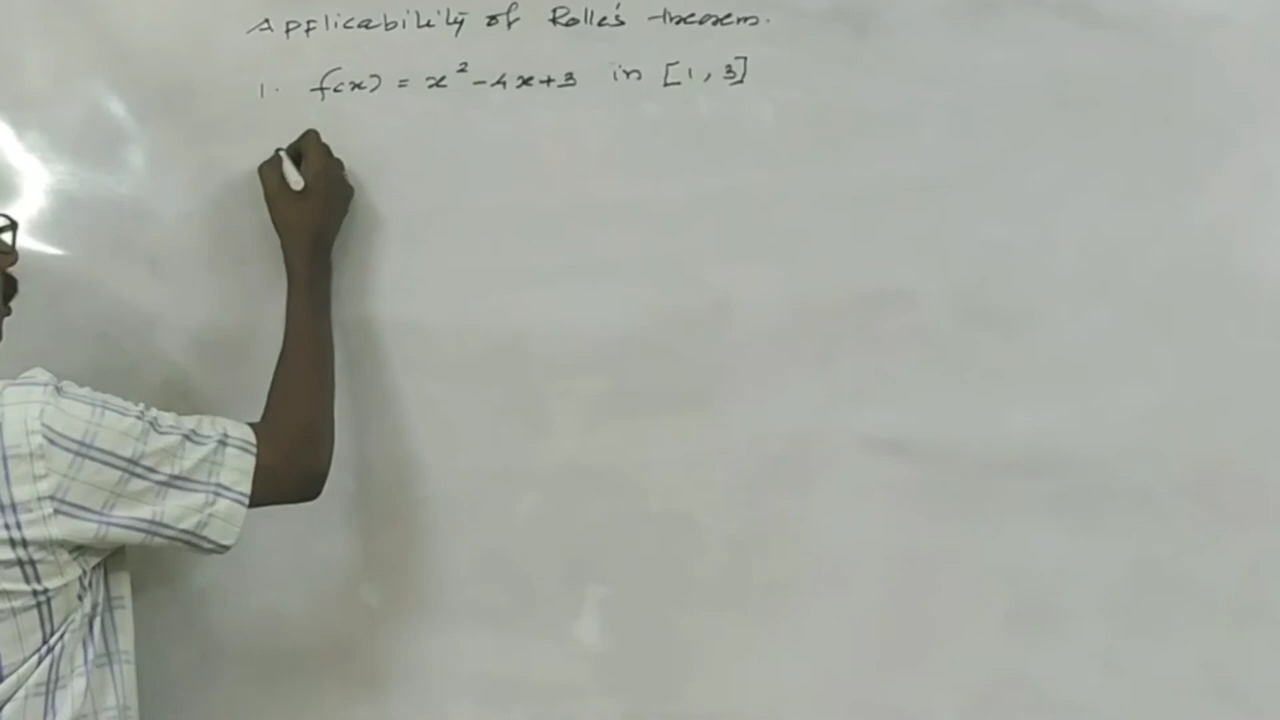 Applicability of Rolle's theorem.
1. f(x) = x² - 4x + 3 in [1, 3]